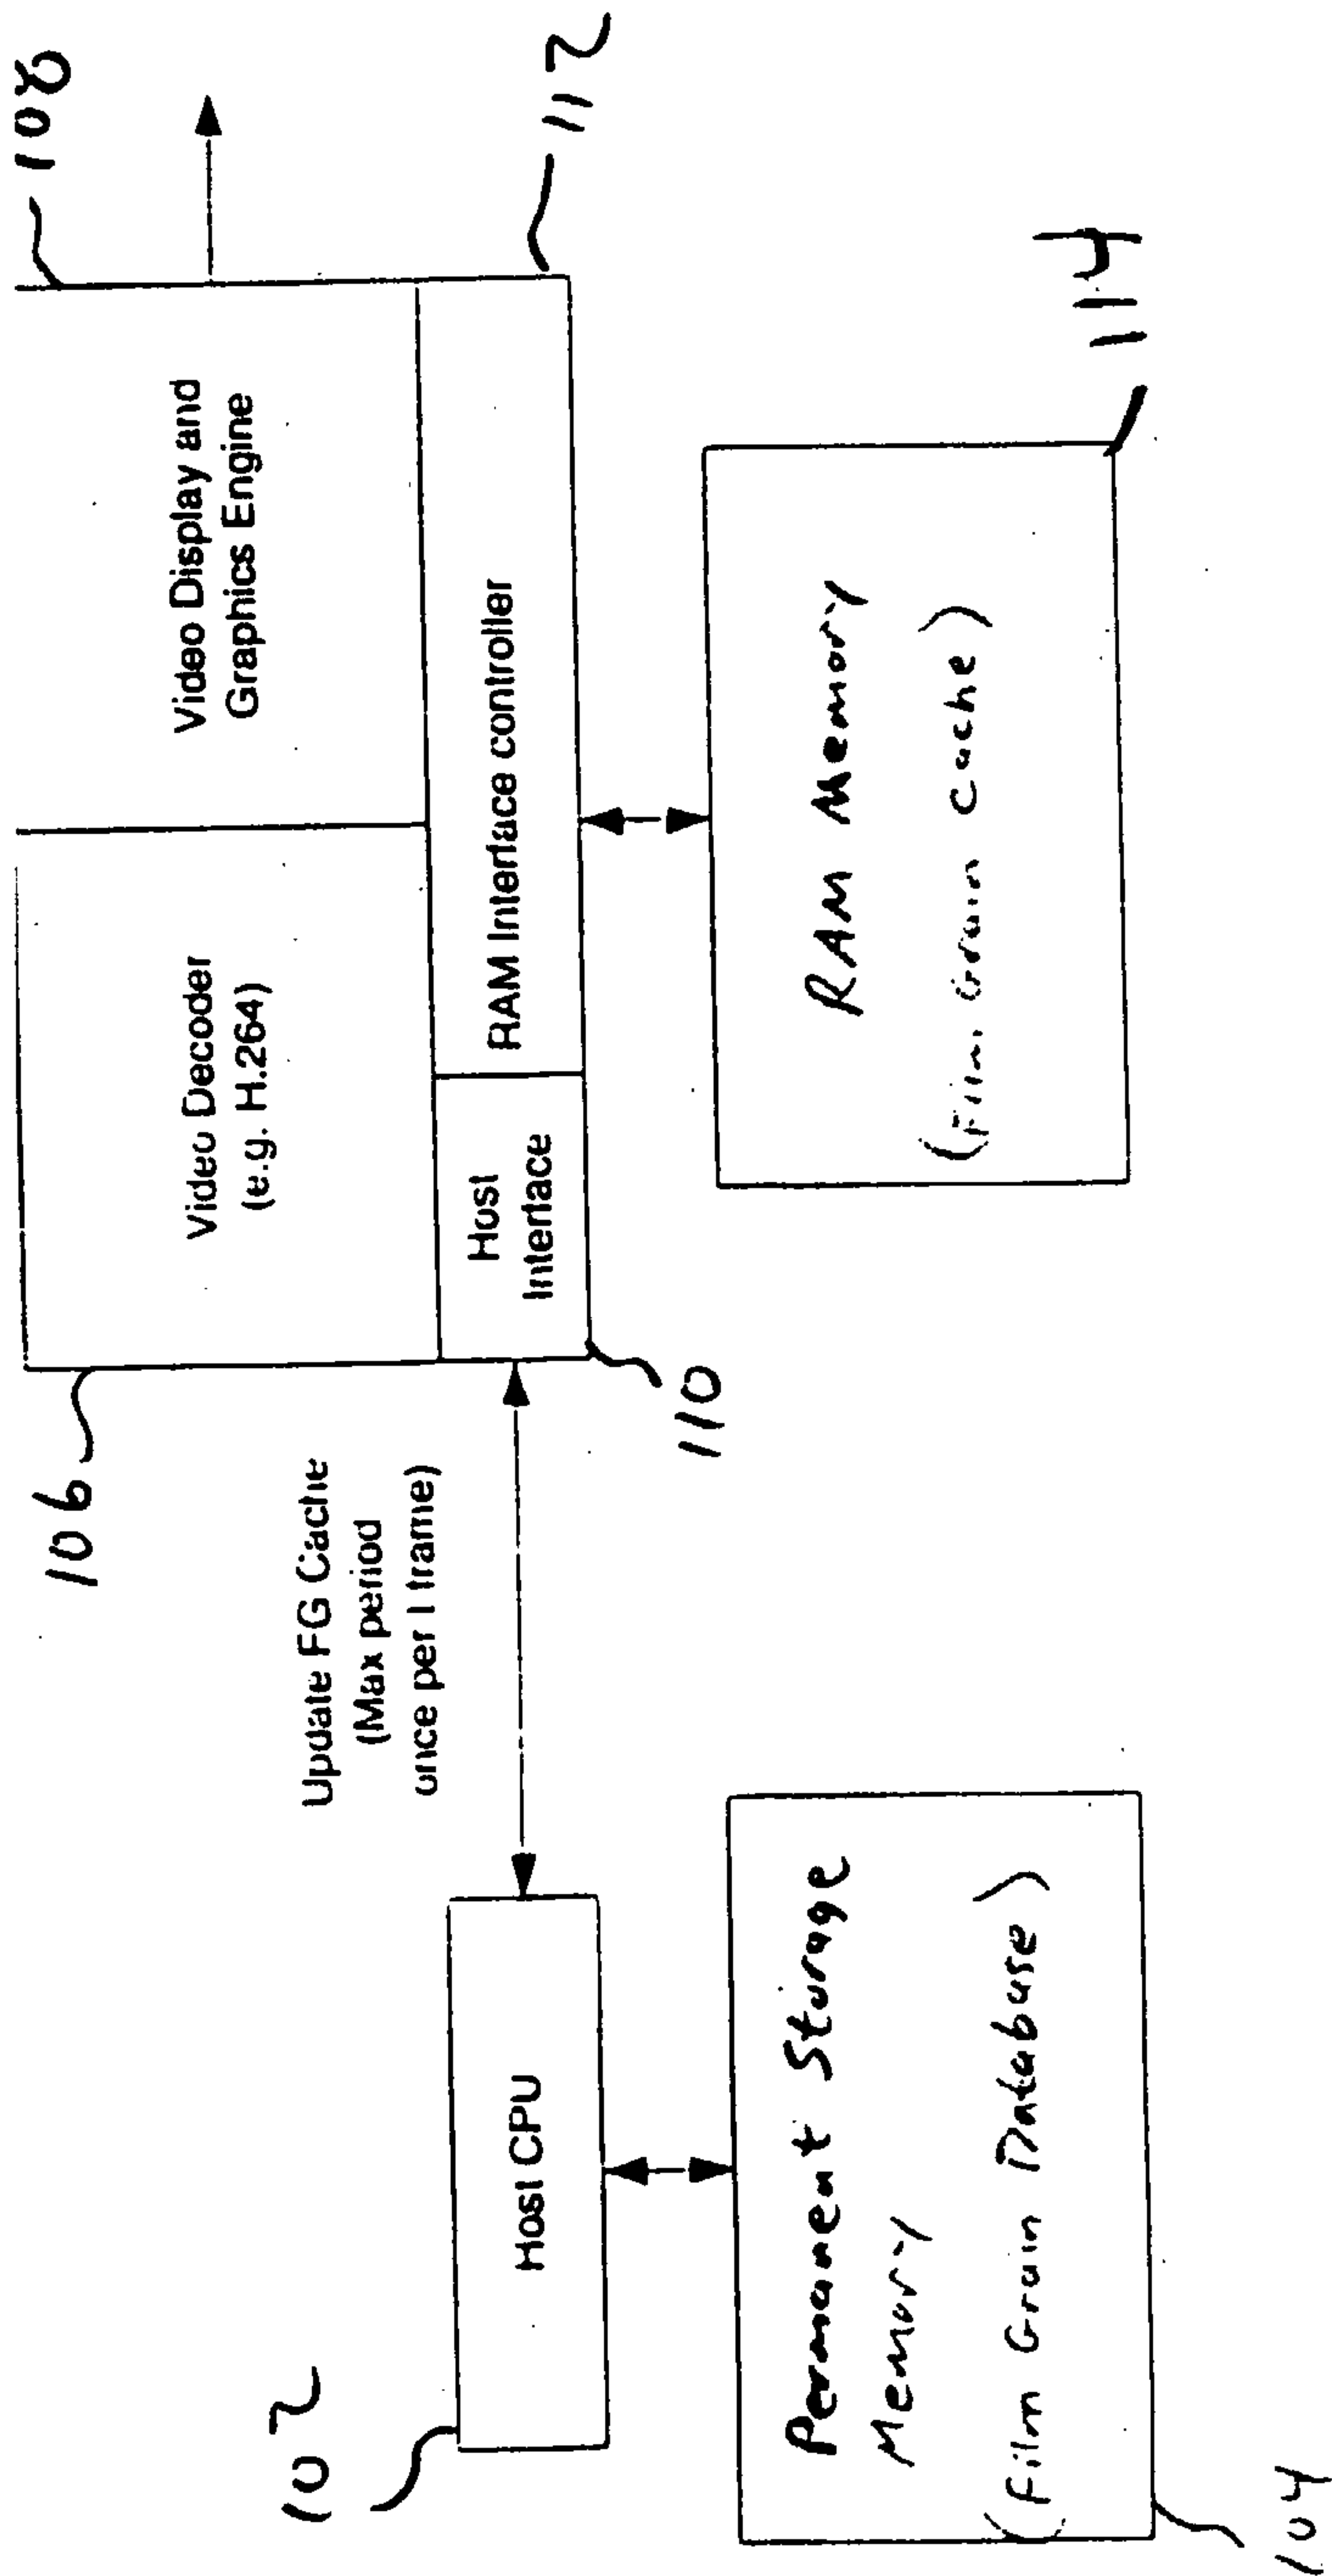 106
108
Video Decoder
(e.g. H.264)
Video Display and
Graphics Engine
Update FG Cache
(Max period
once per I frame)
102
Host CPU
Host
Interface
RAM Interface controller
110
112
Permanent Storage
Memory
(Film Grain Database)
104
RAM Memory
(Film Grain Cache)
114